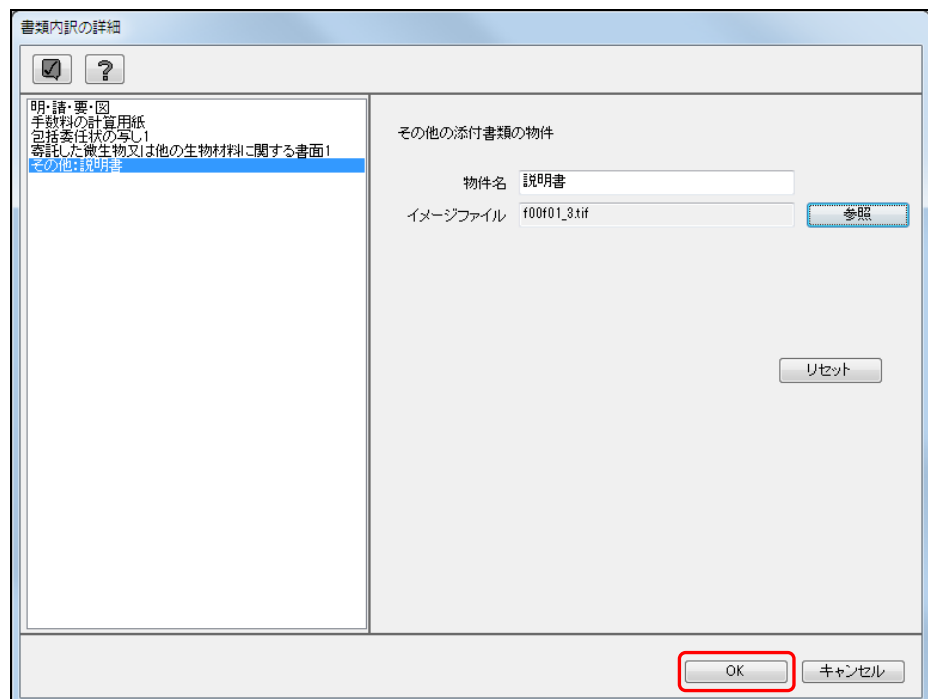 書類内訳の詳細
?
明・請・要・図
手数料の計算用紙
包括委任状の写し1
寄託した微生物又は他の生物材料に関する書面1
その他:説明書
その他の添付書類の物件
物件名 説明書
イメージファイル f00f01_3.tif 参照
リセット
OK キャンセル